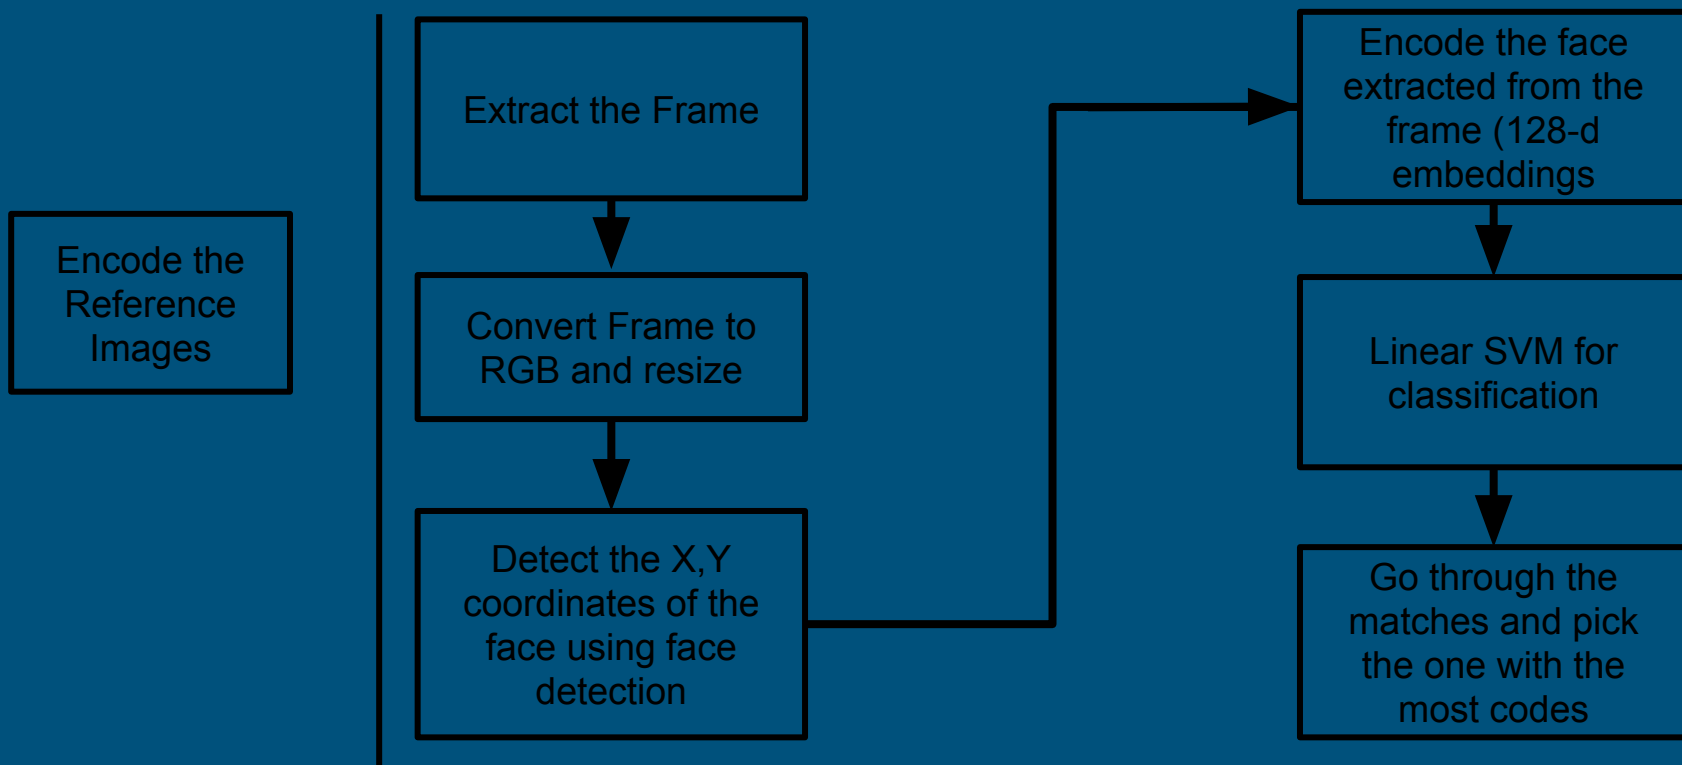 Encode the
Reference
Images
Extract the Frame
Convert Frame to
RGB and resize
Detect the X,Y
coordinates of the
face using face
detection
Encode the face
extracted from the
frame (128-d
embeddings
Linear SVM for
classification
Go through the
matches and pick
the one with the
most codes